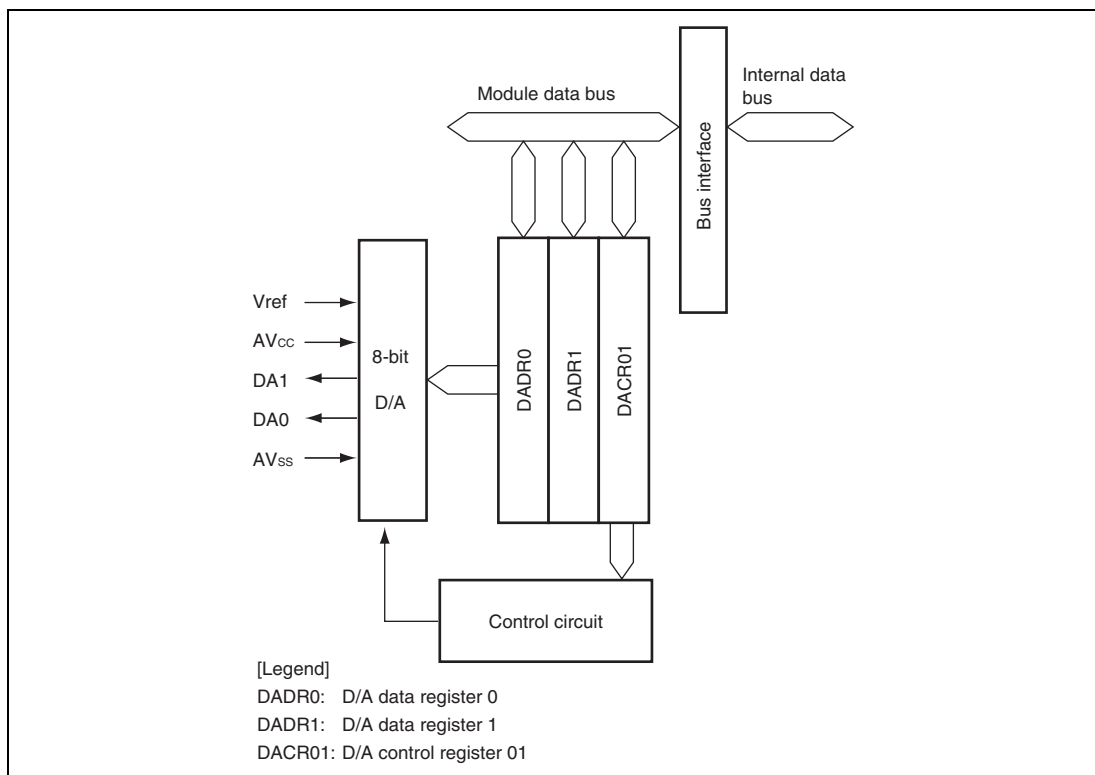 Module data bus
Internal data
bus
Bus interface
Vref
AVCC
DA1
DA0
AVSS
8-bit
D/A
DADR0
DADR1
DACR01
Control circuit
[Legend]
DADR0: D/A data register 0
DADR1: D/A data register 1
DACR01: D/A control register 01